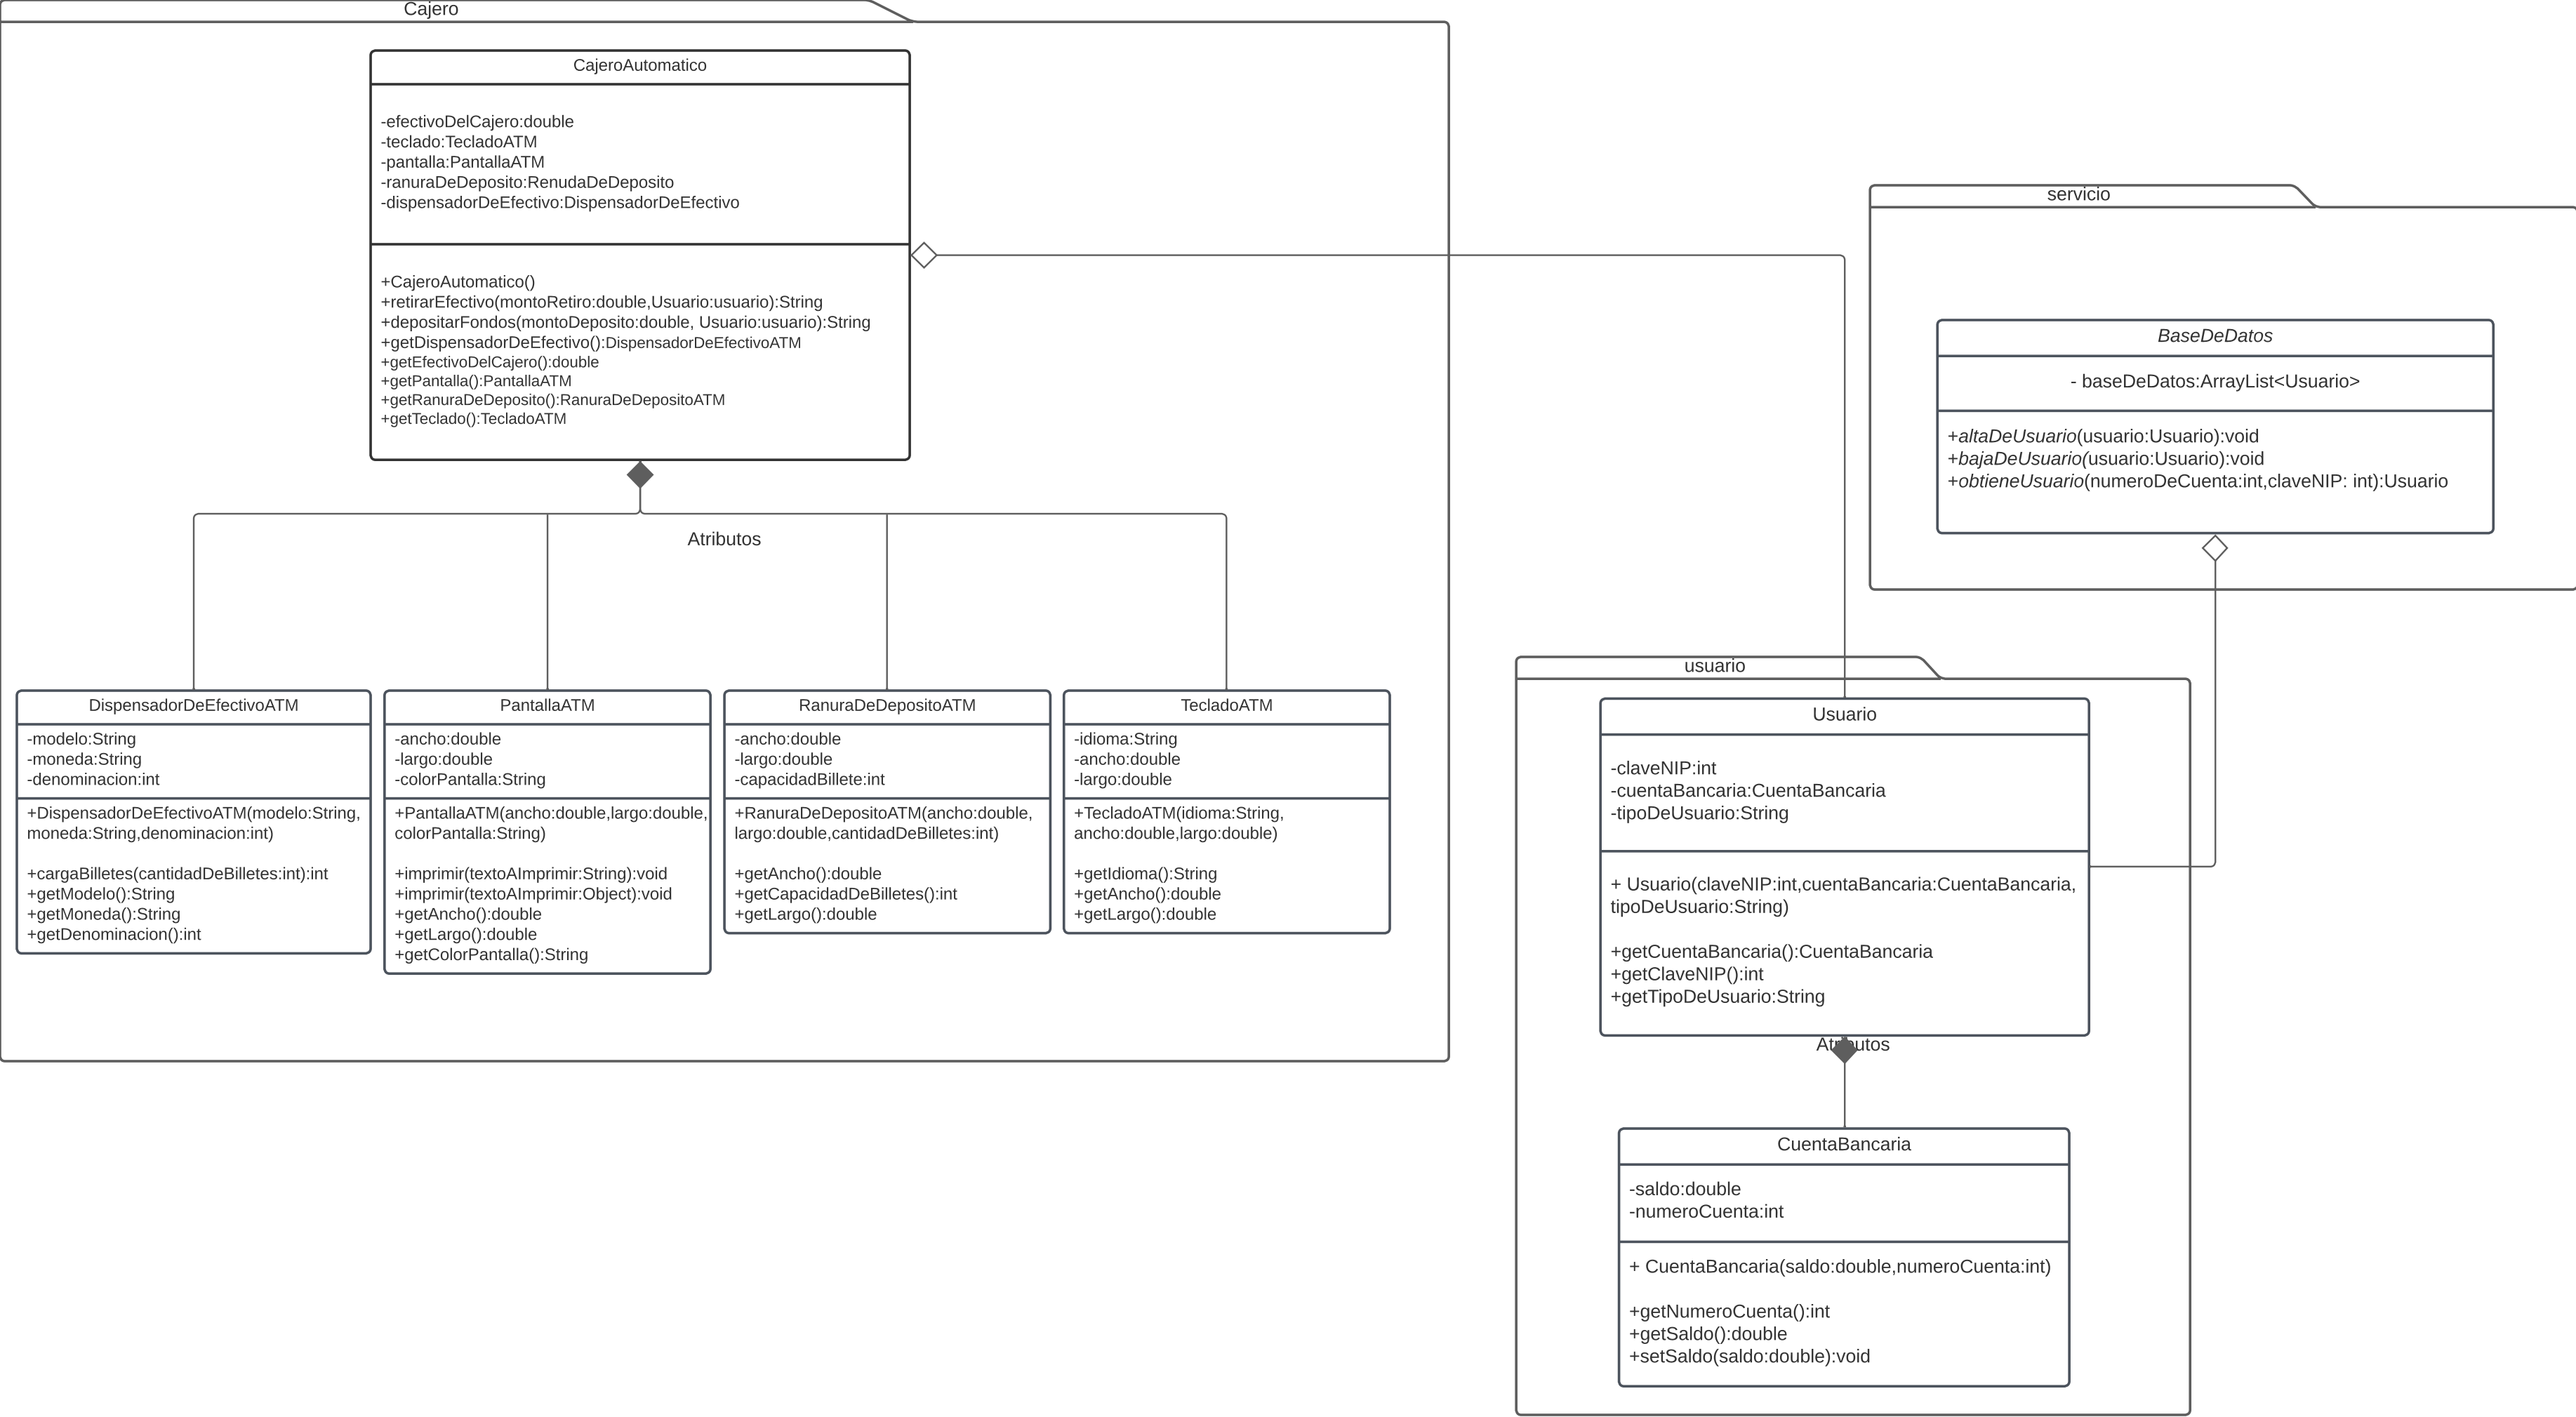 Cajero
CajeroAutomatico
-efectivoDelCajero:double
-teclado:TecladoATM
-pantalla:PantallaATM
-ranuraDeDeposito:RenudaDeDeposito
-dispensadorDeEfectivo:DispensadorDeEfectivo
+CajeroAutomatico()
+retirarEfectivo(montoRetiro:double,Usuario:usuario):String
+depositarFondos(montoDeposito:double, Usuario:usuario):String
+getDispensadorDeEfectivo():DispensadorDeEfectivoATM
+getEfectivoDelCajero():double
+getPantalla():PantallaATM
+getRanuraDeDeposito():RanuraDeDepositoATM
+getTeclado():TecladoATM
Atributos
DispensadorDeEfectivoATM
-modelo:String
-moneda:String
-denominacion:int
+DispensadorDeEfectivoATM(modelo:String,
moneda:String,denominacion:int)
+cargaBilletes(cantidadDeBilletes:int):int
+getModelo():String
+getMoneda():String
+getDenominacion():int
PantallaATM
-ancho:double
-largo:double
-colorPantalla:String
+PantallaATM(ancho:double,largo:double,
colorPantalla:String)
+imprimir(textoAImprimir:String):void
+imprimir(textoAImprimir:Object):void
+getAncho():double
+getLargo():double
+getColorPantalla():String
RanuraDeDepositoATM
-ancho:double
-largo:double
-capacidadBillete:int
+RanuraDeDepositoATM(ancho:double,
largo:double,cantidadDeBilletes:int)
+getAncho():double
+getCapacidadDeBilletes():int
+getLargo():double
TecladoATM
-idioma:String
-ancho:double
-largo:double
+TecladoATM(idioma:String,
ancho:double,largo:double)
+getIdioma():String
+getAncho():double
+getLargo():double
servicio
BaseDeDatos
- baseDeDatos:ArrayList<Usuario>
+altaDeUsuario(usuario:Usuario):void
+bajaDeUsuario(usuario:Usuario):void
+obtieneUsuario(numeroDeCuenta:int,claveNIP: int):Usuario
usuario
Usuario
-claveNIP:int
-cuentaBancaria:CuentaBancaria
-tipoDeUsuario:String
+ Usuario(claveNIP:int,cuentaBancaria:CuentaBancaria,
tipoDeUsuario:String)
+getCuentaBancaria():CuentaBancaria
+getClaveNIP():int
+getTipoDeUsuario:String
Atributos
CuentaBancaria
-saldo:double
-numeroCuenta:int
+ CuentaBancaria(saldo:double,numeroCuenta:int)
+getNumeroCuenta():int
+getSaldo():double
+setSaldo(saldo:double):void